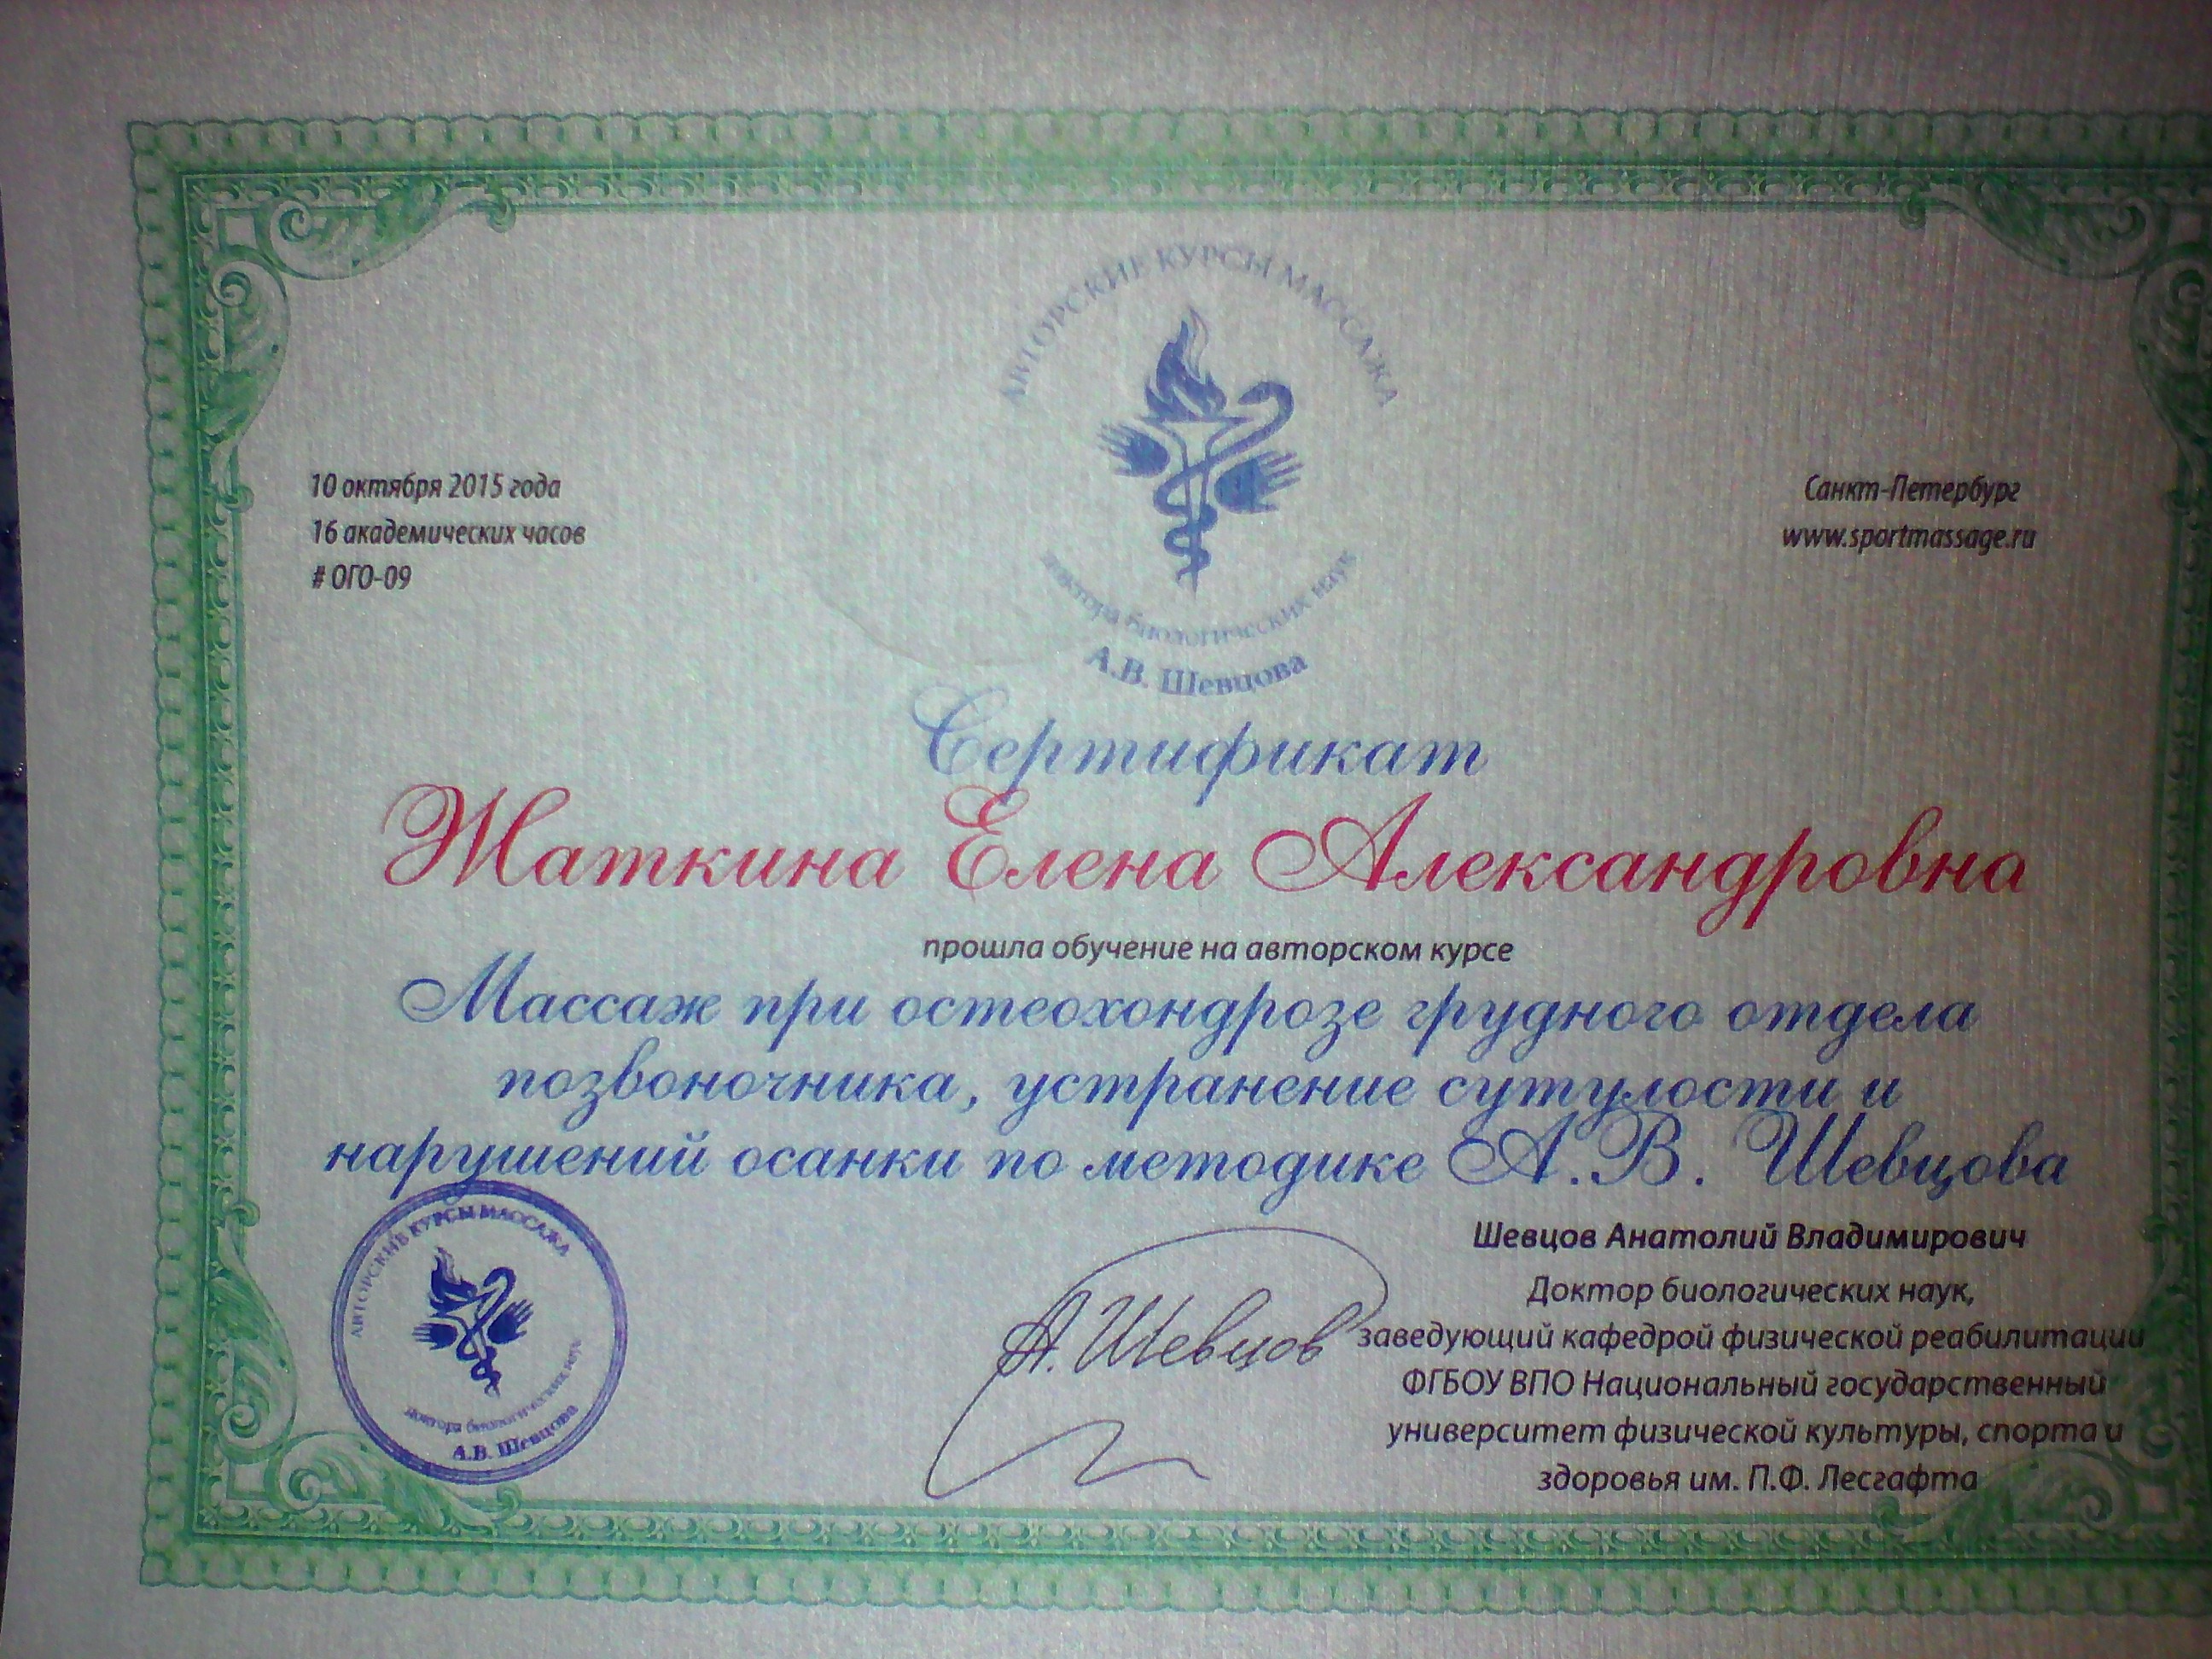 АВТОРСКИЕ КУРСЫ МАССАЖА
доктора биологических наук
А.В. Шевцова
10 октября 2015 года
16 академических часов
# ОГО-09
Санкт-Петербург
www.sportmassage.ru
Сертификат
Жаткина Елена Александровна
прошла обучение на авторском курсе
Массаж при остеохондрозе грудного отдела
позвоночника, устранение сутулости и
нарушений осанки по методике А.В. Шевцова
АВТОРСКИЕ КУРСЫ МАССАЖА
доктора биологических наук
А.В. Шевцова
А. Шевцов
Шевцов Анатолий Владимирович
Доктор биологических наук,
заведующий кафедрой физической реабилитации
ФГБОУ ВПО Национальный государственный
университет физической культуры, спорта и
здоровья им. П.Ф. Лесгафта